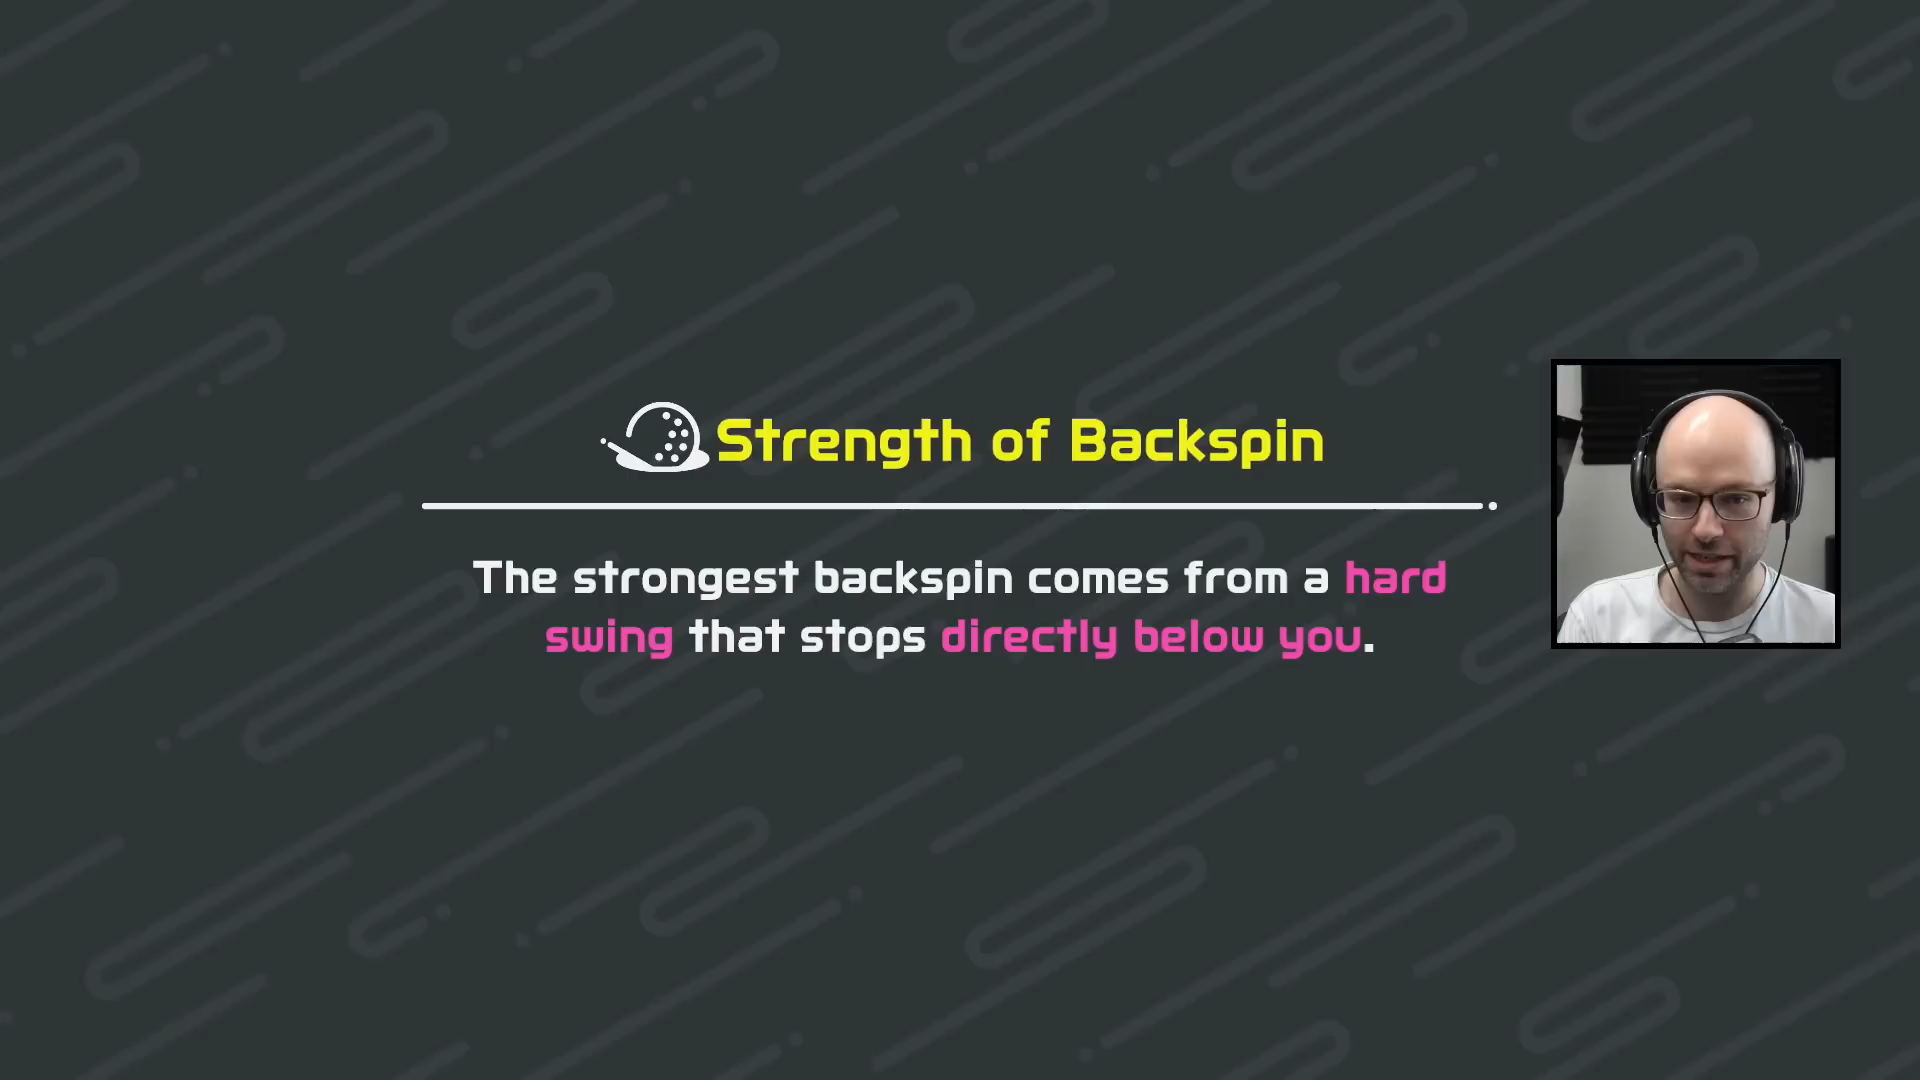 Strength of Backspin
The strongest backspin comes from a hard
swing that stops directly below you.